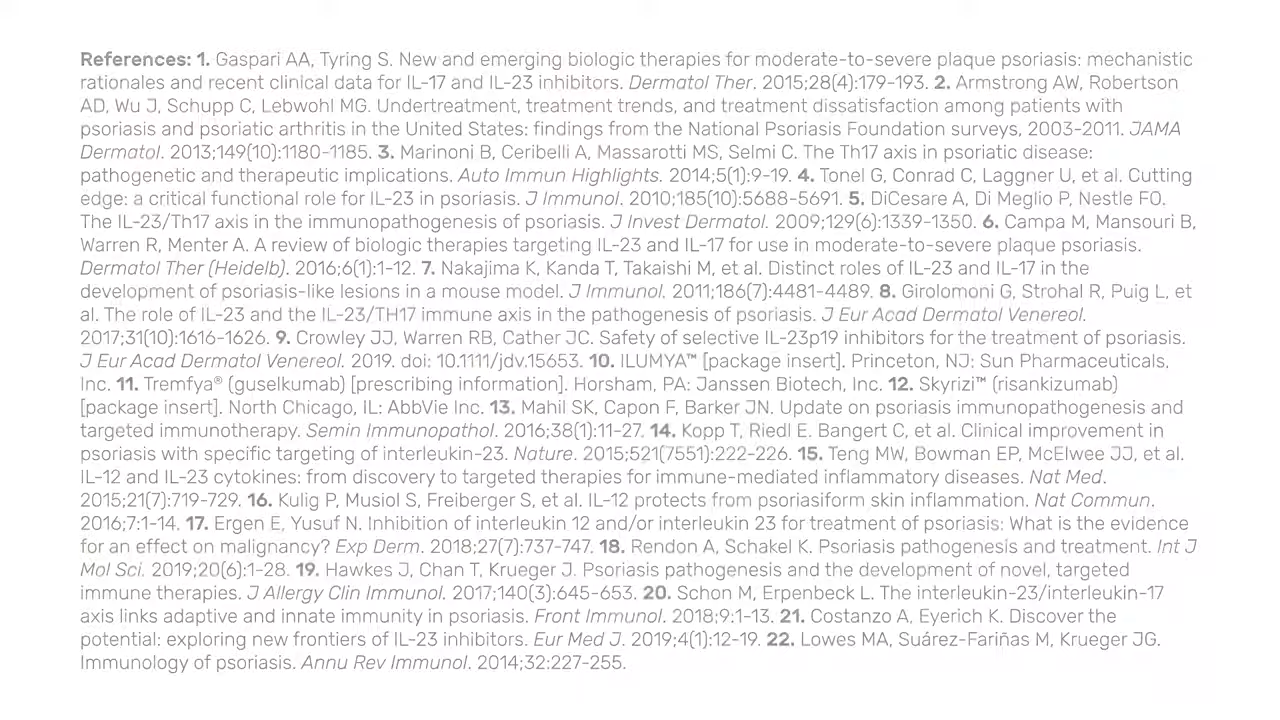 References: 1. Gaspari AA, Tyring S. New and emerging biologic therapies for moderate-to-severe plaque psoriasis: mechanistic
rationales and recent clinical data for IL-17 and IL-23 inhibitors. Dermatol Ther. 2015;28(4):179-193. 2. Armstrong AW, Robertson
AD, Wu J, Schupp C, Lebwohl MG. Undertreatment, treatment trends, and treatment dissatisfaction among patients with
psoriasis and psoriatic arthritis in the United States: findings from the National Psoriasis Foundation surveys, 2003-2011. JAMA
Dermatol. 2013;149(10):1180-1185. 3. Marinoni B, Ceribelli A, Massarotti MS, Selmi C. The Th17 axis in psoriatic disease:
pathogenetic and therapeutic implications. Auto Immun Highlights. 2014;5(1):9-19. 4. Tonel G, Conrad C, Laggner U, et al. Cutting
edge: a critical functional role for IL-23 in psoriasis. J Immunol. 2010;185(10):5688-5691. 5. DiCesare A, Di Meglio P, Nestle FO.
The IL-23/Th17 axis in the immunopathogenesis of psoriasis. J Invest Dermatol. 2009;129(6):1339-1350. 6. Campa M, Mansouri B,
Warren R, Menter A. A review of biologic therapies targeting IL-23 and IL-17 for use in moderate-to-severe plaque psoriasis.
Dermatol Ther (Heidelb). 2016;6(1):1-12. 7. Nakajima K, Kanda T, Takaishi M, et al. Distinct roles of IL-23 and IL-17 in the
development of psoriasis-like lesions in a mouse model. J Immunol. 2011;186(7):4481-4489. 8. Girolomoni G, Strohal R, Puig L, et
al. The role of IL-23 and the IL-23/TH17 immune axis in the pathogenesis of psoriasis. J Eur Acad Dermatol Venereol.
2017;31(10):1616-1626. 9. Crowley JJ, Warren RB, Cather JC. Safety of selective IL-23p19 inhibitors for the treatment of psoriasis.
J Eur Acad Dermatol Venereol. 2019. doi: 10.1111/jdv.15653. 10. ILUMYA™ [package insert]. Princeton, NJ: Sun Pharmaceuticals,
Inc. 11. Tremfya® (guselkumab) [prescribing information]. Horsham, PA: Janssen Biotech, Inc. 12. Skyrizi™ (risankizumab)
[package insert]. North Chicago, IL: AbbVie Inc. 13. Mahil SK, Capon F, Barker JN. Update on psoriasis immunopathogenesis and
targeted immunotherapy. Semin Immunopathol. 2016;38(1):11-27. 14. Kopp T, Riedl E. Bangert C, et al. Clinical improvement in
psoriasis with specific targeting of interleukin-23. Nature. 2015;521(7551):222-226. 15. Teng MW, Bowman EP, McElwee JJ, et al.
IL-12 and IL-23 cytokines: from discovery to targeted therapies for immune-mediated inflammatory diseases. Nat Med.
2015;21(7):719-729. 16. Kulig P, Musiol S, Freiberger S, et al. IL-12 protects from psoriasiform skin inflammation. Nat Commun.
2016;7:1-14. 17. Ergen E, Yusuf N. Inhibition of interleukin 12 and/or interleukin 23 for treatment of psoriasis: What is the evidence
for an effect on malignancy? Exp Derm. 2018;27(7):737-747. 18. Rendon A, Schakel K. Psoriasis pathogenesis and treatment. Int J
Mol Sci. 2019;20(6):1-28. 19. Hawkes J, Chan T, Krueger J. Psoriasis pathogenesis and the development of novel, targeted
immune therapies. J Allergy Clin Immunol. 2017;140(3):645-653. 20. Schon M, Erpenbeck L. The interleukin-23/interleukin-17
axis links adaptive and innate immunity in psoriasis. Front Immunol. 2018;9:1-13. 21. Costanzo A, Eyerich K. Discover the
potential: exploring new frontiers of IL-23 inhibitors. Eur Med J. 2019;4(1):12-19. 22. Lowes MA, Suárez-Fariñas M, Krueger JG.
Immunology of psoriasis. Annu Rev Immunol. 2014;32:227-255.